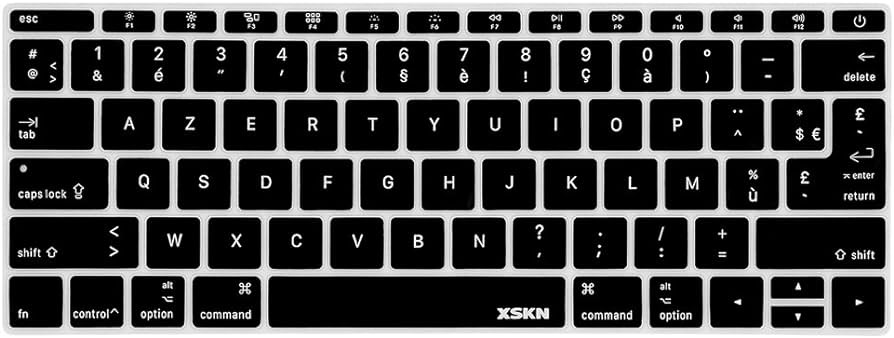 esc F1 F2 F3 F4 F5 F6 F7 F8 F9 F10 F11 F12
# 1 2 3 4 5 6 7 8 9 0 ° _
@ < > & é " ' ( § è ! ç à ) - delete
tab A Z E R T Y U I O P ¨ ^ * $ € £ `
caps lock Q S D F G H J K L M % ù £ ` enter return
shift < > W X C V B N ? , . ; / : + = shift
fn control^ alt option command XSKN command alt option